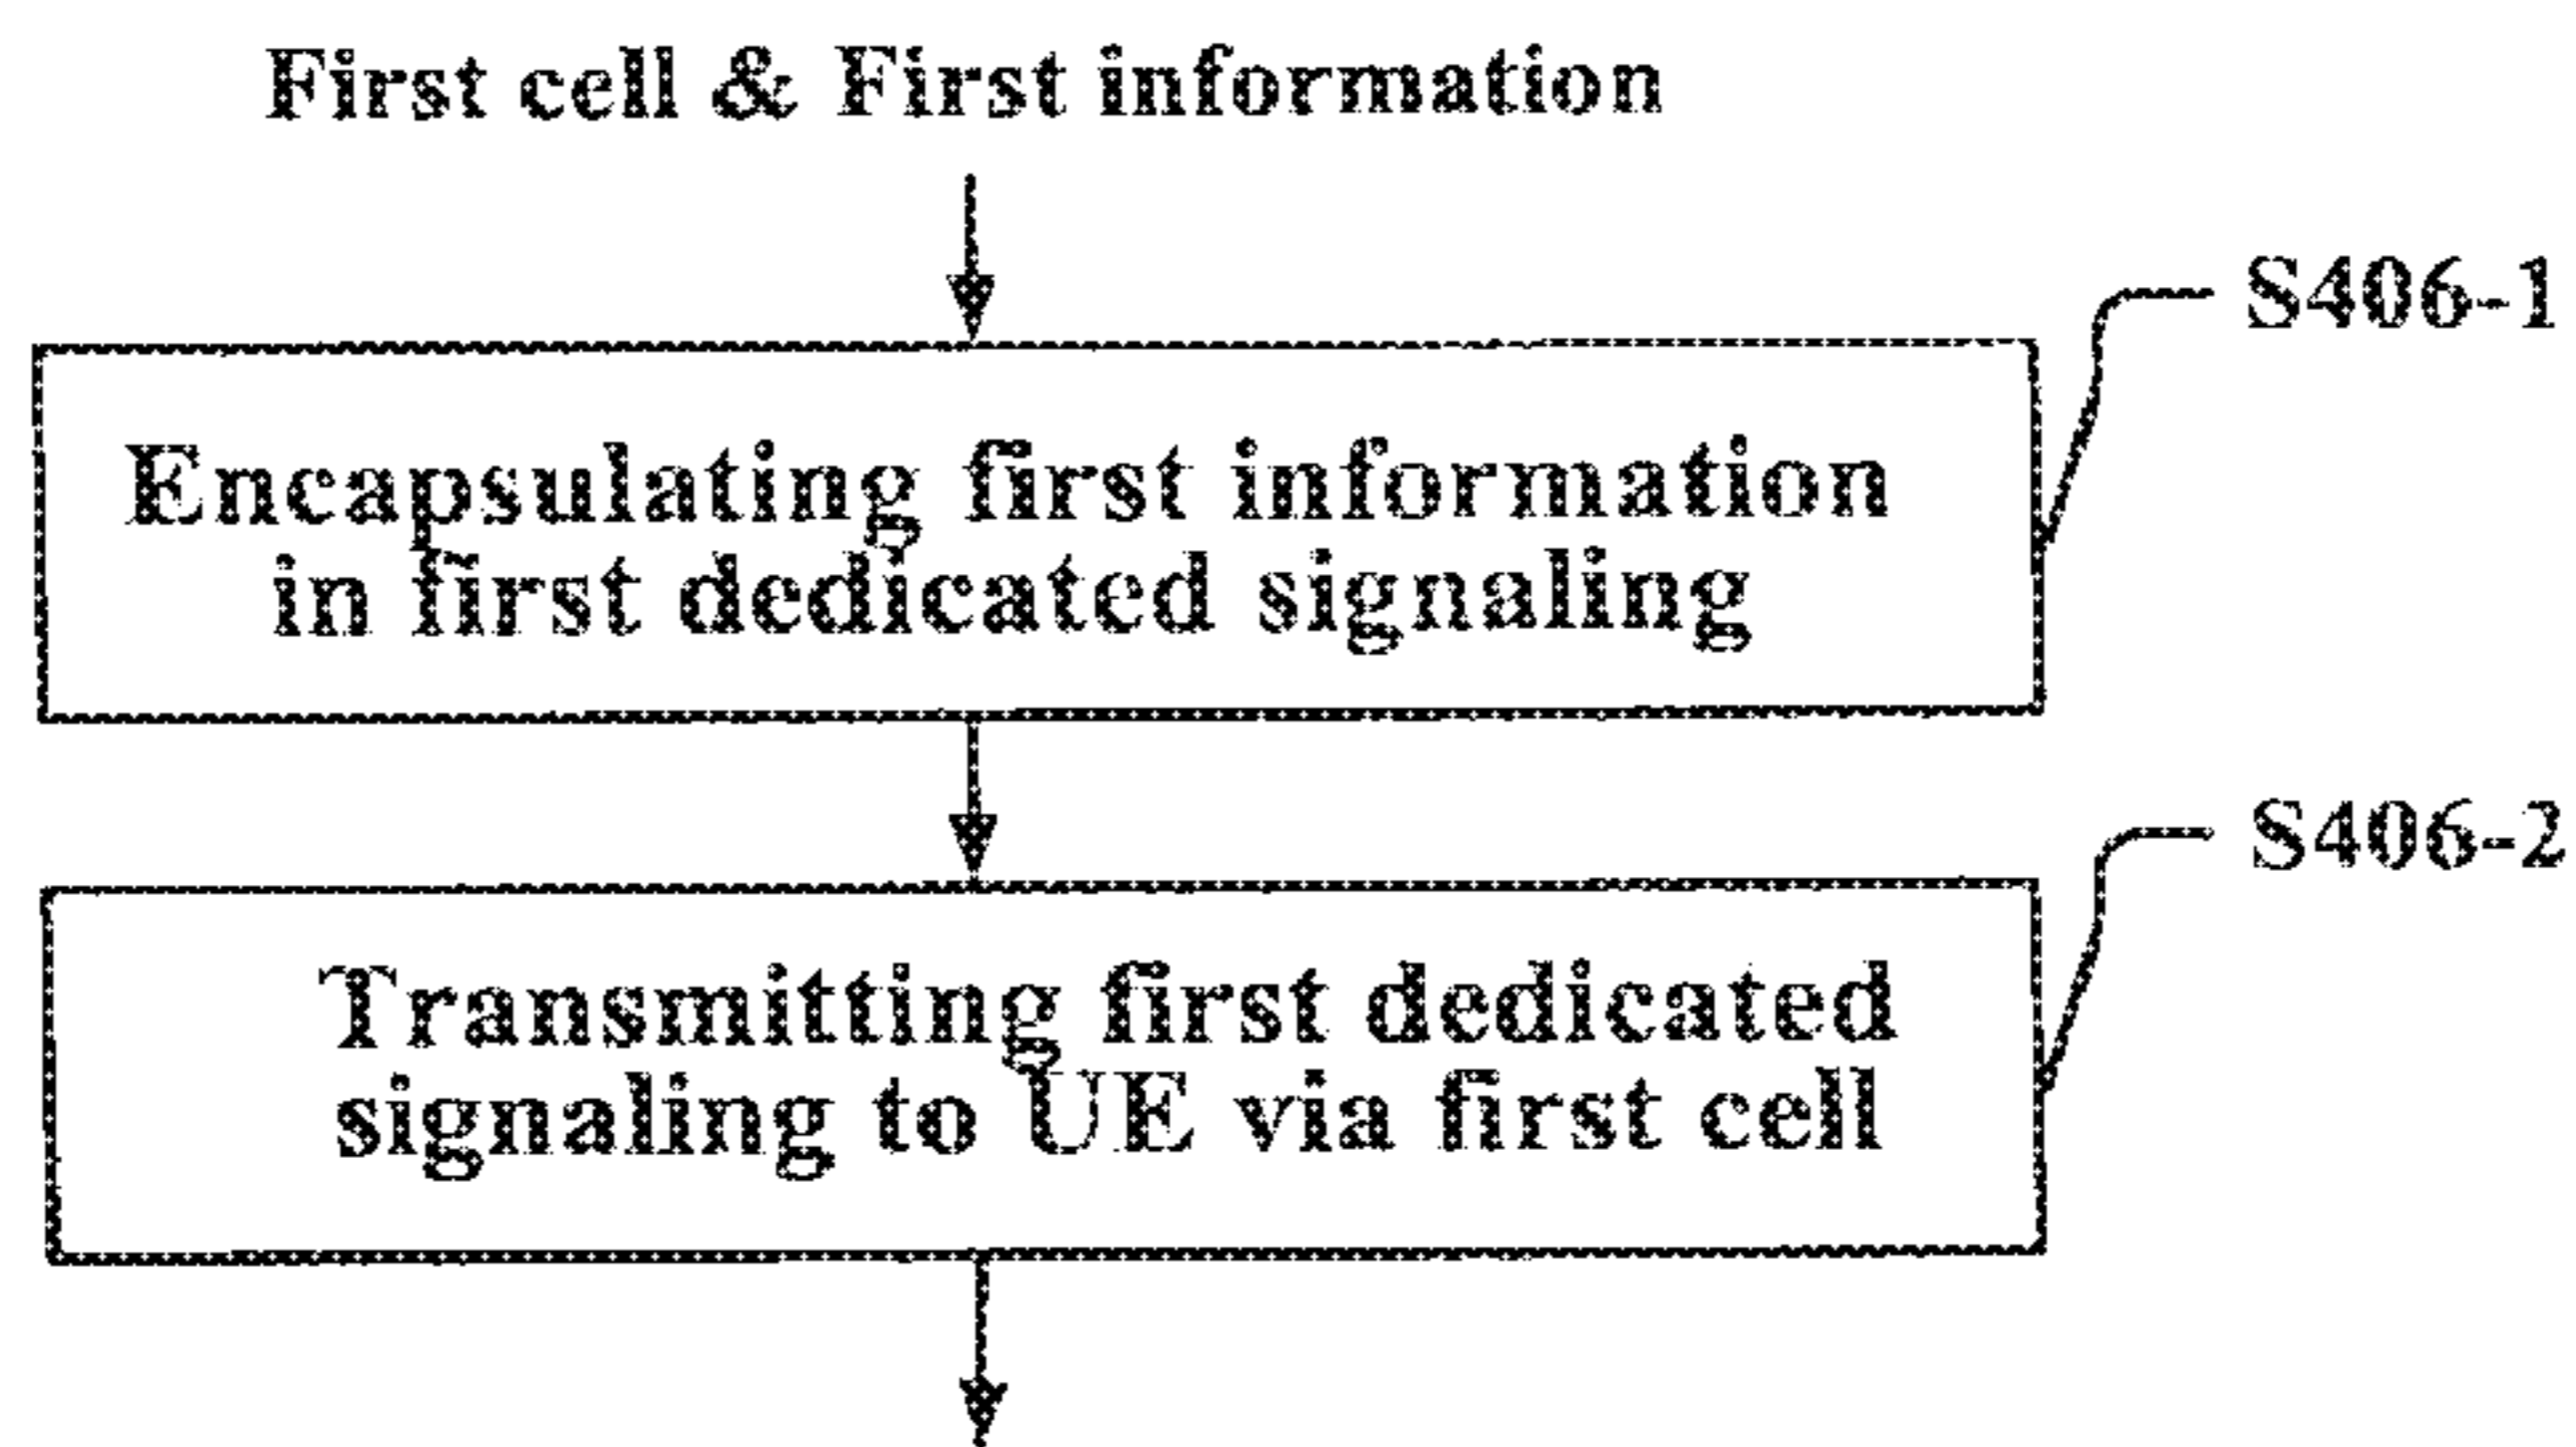 First cell & First information
S406-1
Encapsulating first information
in first dedicated signaling
S406-2
Transmitting first dedicated
signaling to UE via first cell